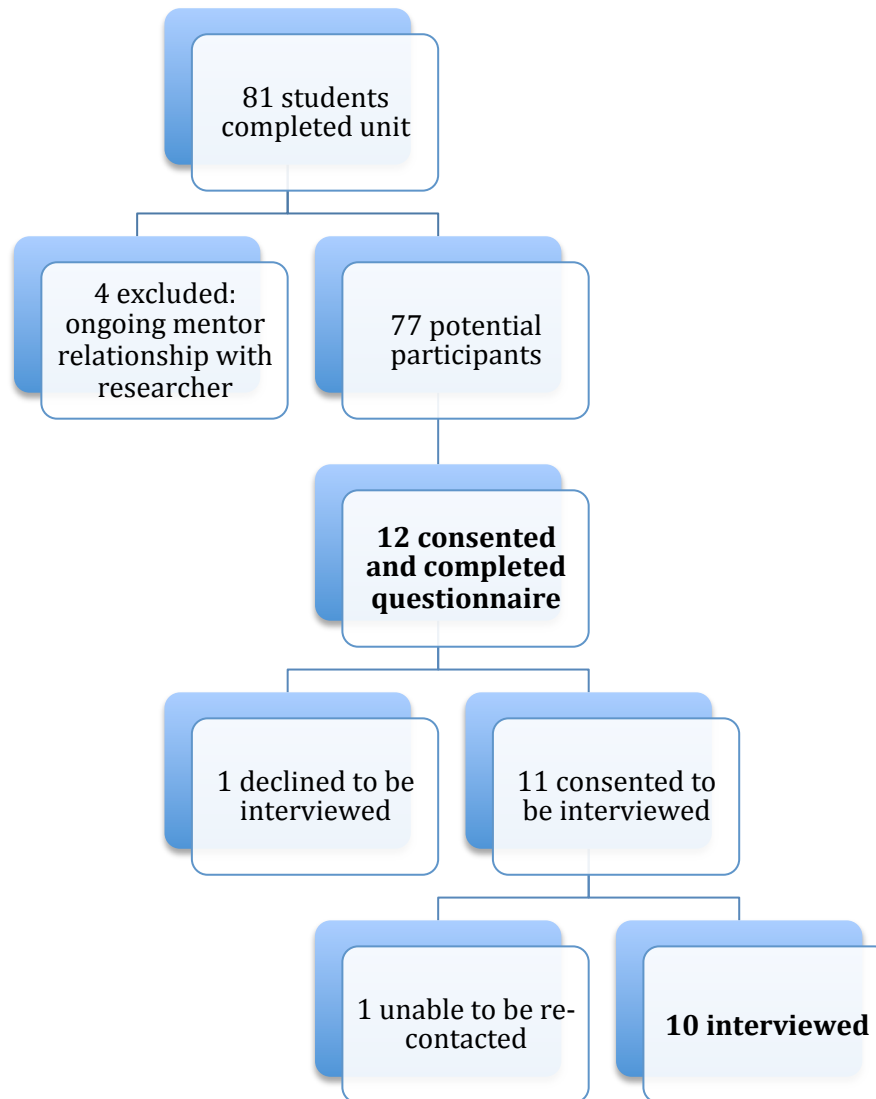 81 students
completed unit
4 excluded:
ongoing mentor
relationship with
researcher
77 potential
participants
12 consented
and completed
questionnaire
1 declined to be
interviewed
11 consented to
be interviewed
1 unable to be re-
contacted
10 interviewed